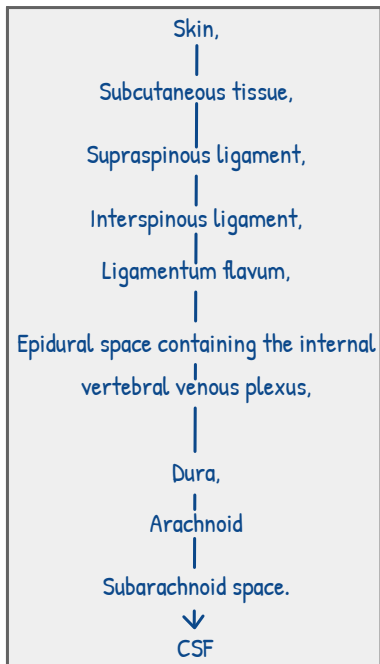 Skin,
Subcutaneous tissue,
Supraspinous ligament,
Interspinous ligament,
Ligamentum flavum,
Epidural space containing the internal
vertebral venous plexus,
Dura,
Arachnoid
Subarachnoid space.
CSF